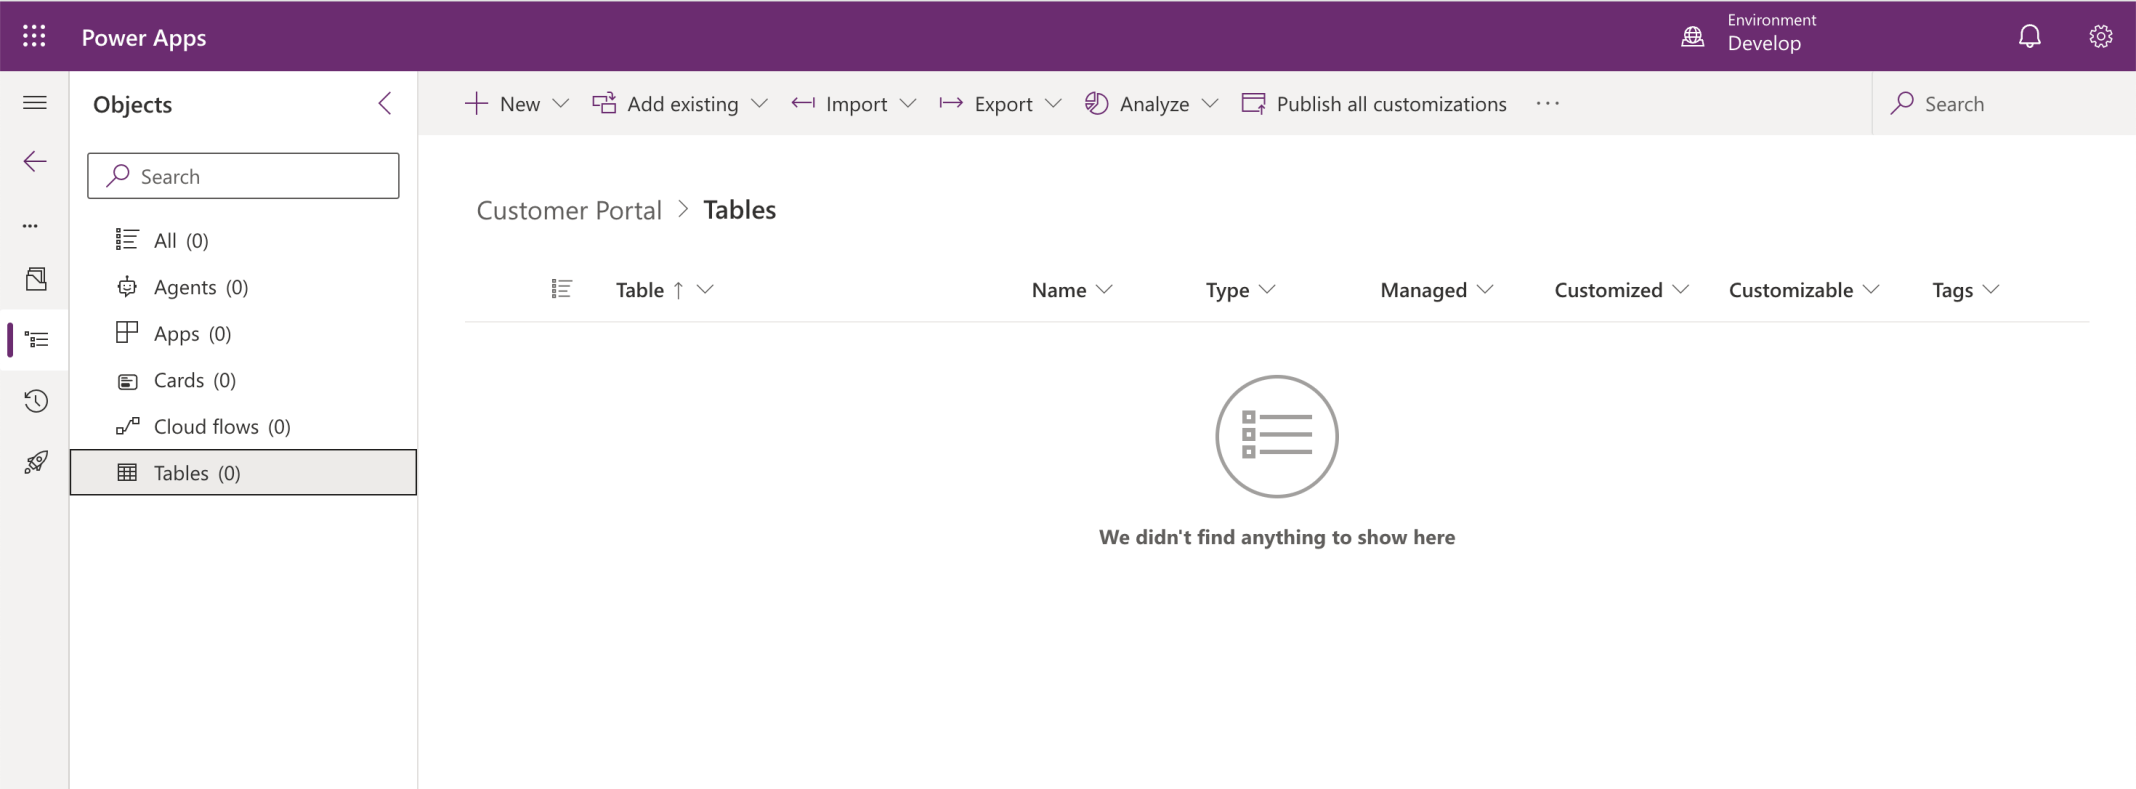 Power Apps
Environment
Develop
Objects
New
Add existing
Import
Export
Analyze
Publish all customizations
Search
Search
All (0)
Agents (0)
Apps (0)
Cards (0)
Cloud flows (0)
Tables (0)
Customer Portal > Tables
Table ↑
Name
Type
Managed
Customized
Customizable
Tags
We didn't find anything to show here